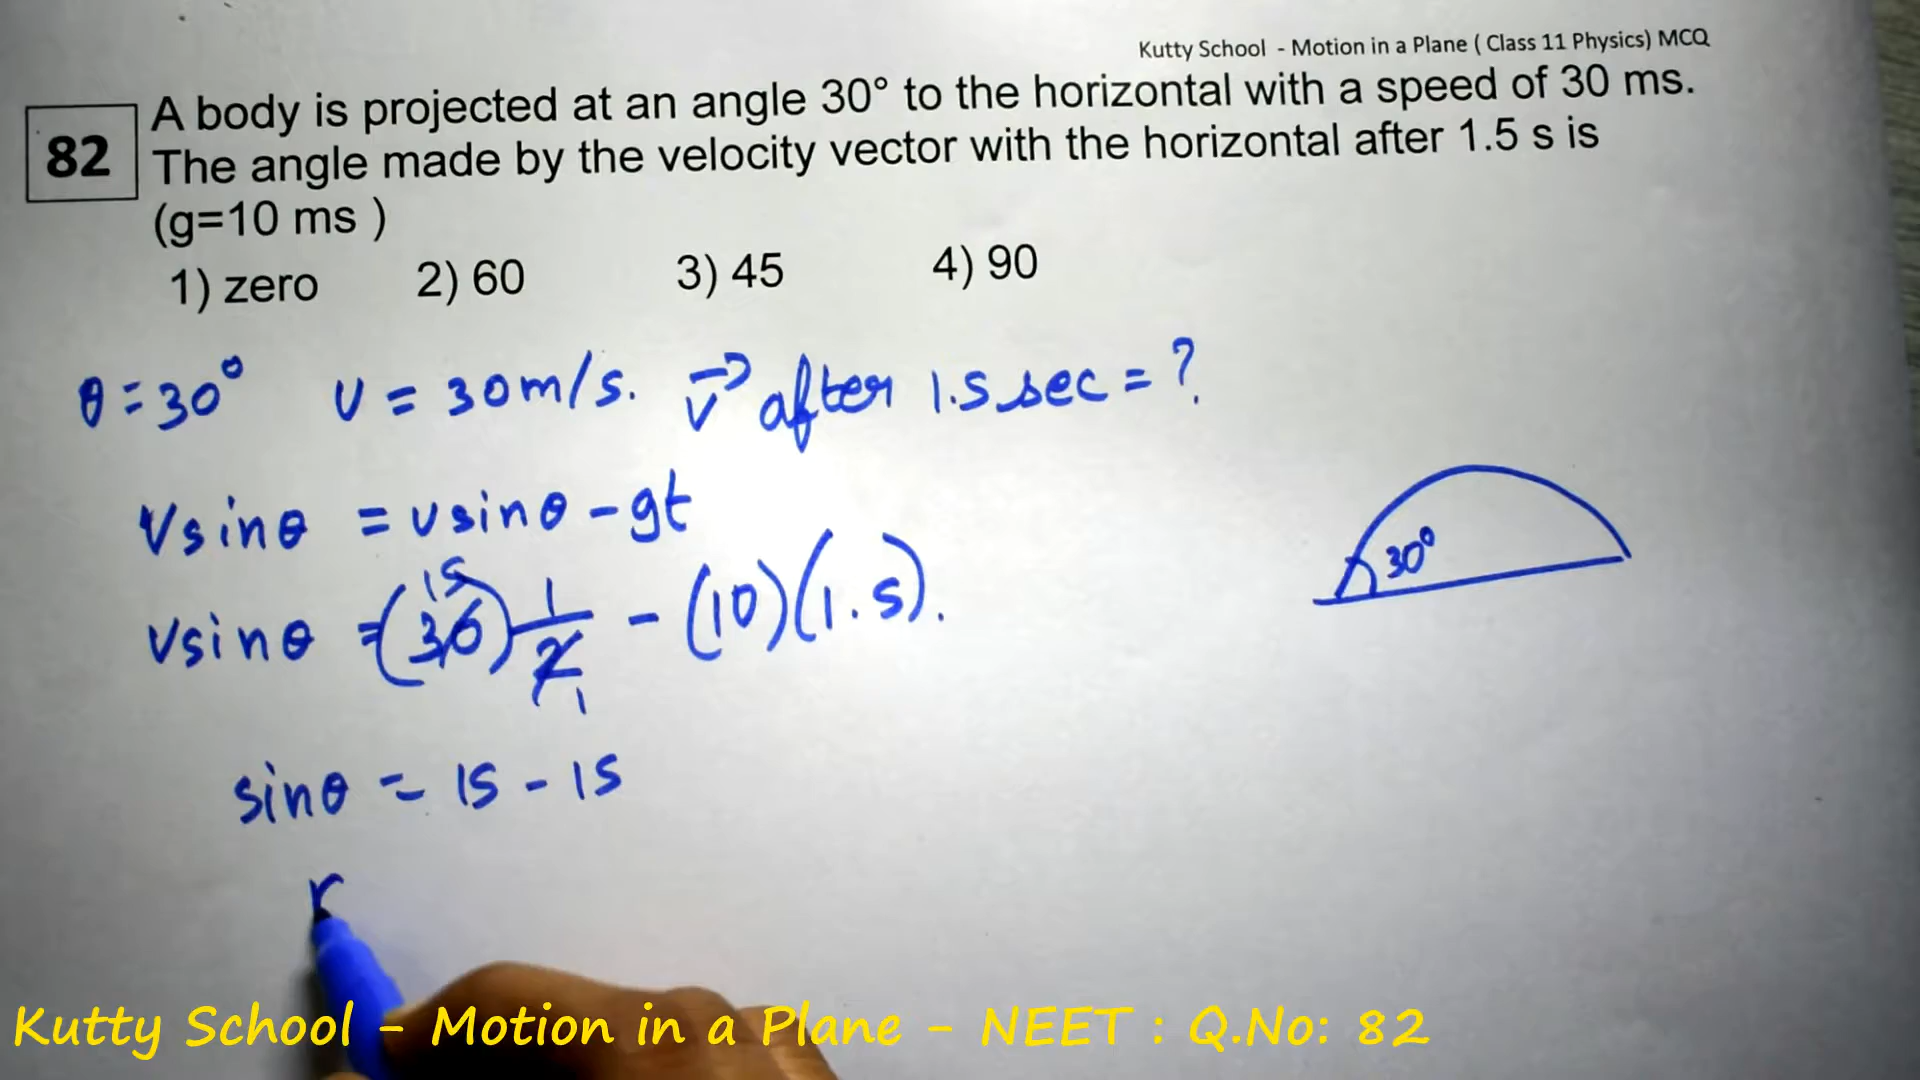 Kutty School - Motion in a Plane ( Class 11 Physics) MCQ
82
A body is projected at an angle 30° to the horizontal with a speed of 30 ms.
The angle made by the velocity vector with the horizontal after 1.5 s is
(g=10 ms )
1) zero 2) 60 3) 45 4) 90
θ = 30° u = 30m/s. v⃗ after 1.5 sec = ?
vsinθ = usinθ - gt
30°
15
vsinθ = (30) 1/2 - (10)(1.5).
1
sinθ = 15 - 15
Kutty School - Motion in a Plane - NEET : Q.No: 82